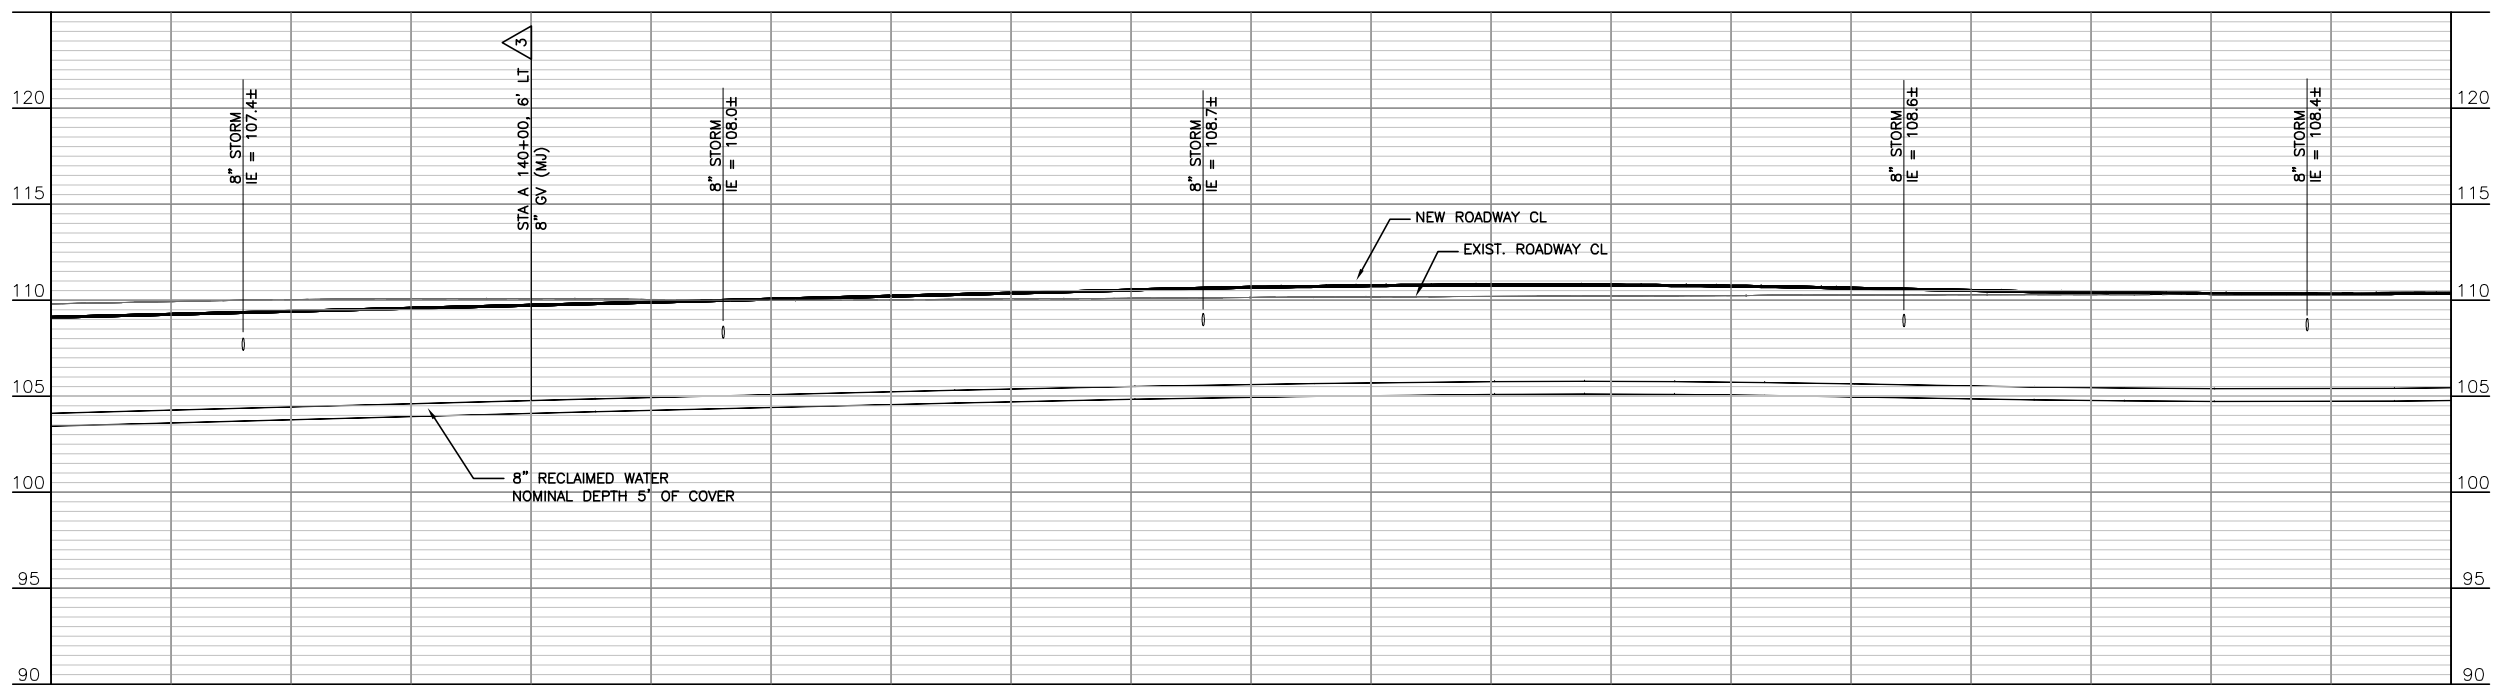 3
120
120
8" STORM
IE = 107.4±
STA A 140+00, 6' LT
8" GV (MJ)
8" STORM
IE = 108.0±
8" STORM
IE = 108.7±
8" STORM
IE = 108.6±
8" STORM
IE = 108.4±
115
115
NEW ROADWAY CL
EXIST. ROADWAY CL
110
110
105
105
8" RECLAIMED WATER
NOMINAL DEPTH 5' OF COVER
100
100
95
95
90
90